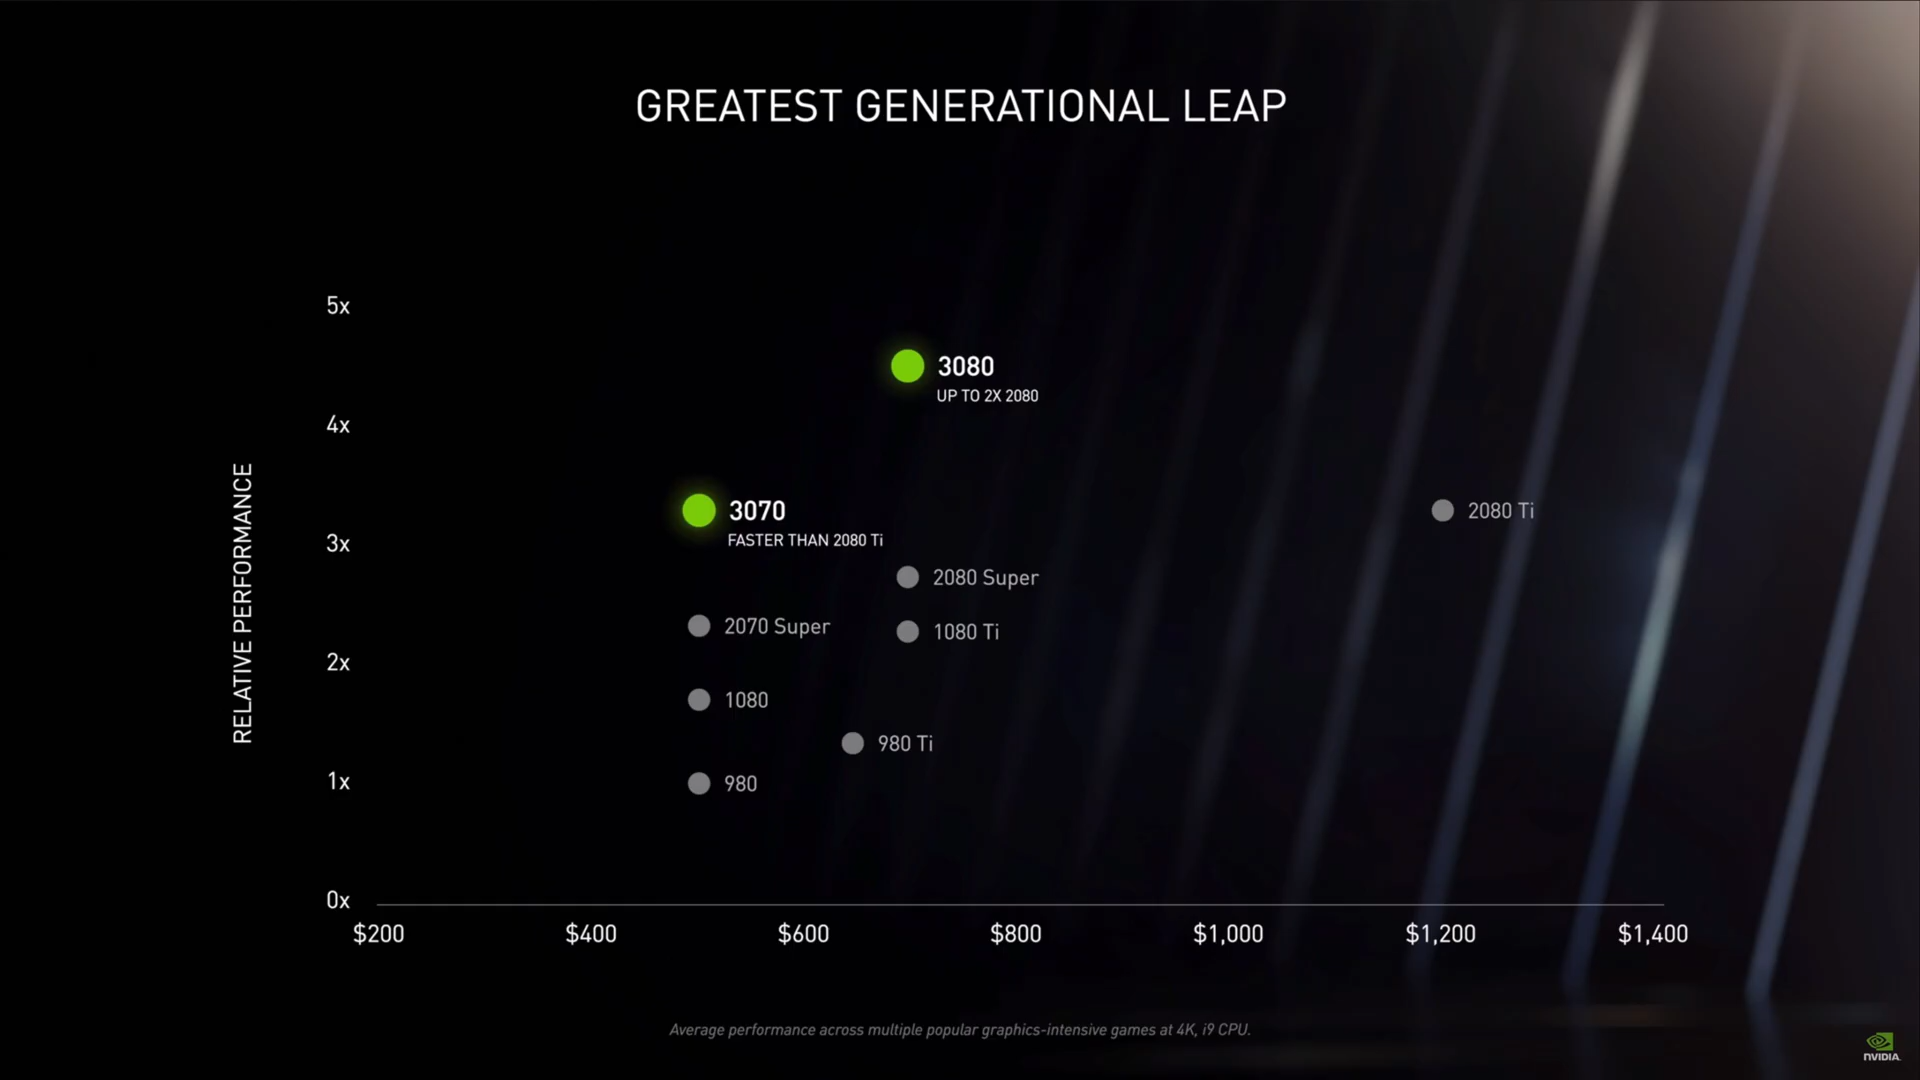 GREATEST GENERATIONAL LEAP
5x
3080
UP TO 2X 2080
4x
3070
2080 Ti
FASTER THAN 2080 Ti
3x
2080 Super
2070 Super
1080 Ti
2x
1080
980 Ti
1x
980
0x
RELATIVE PERFORMANCE
$200 $400 $600 $800 $1,000 $1,200 $1,400
Average performance across multiple popular graphics-intensive games at 4K, i9 CPU.
NVIDIA